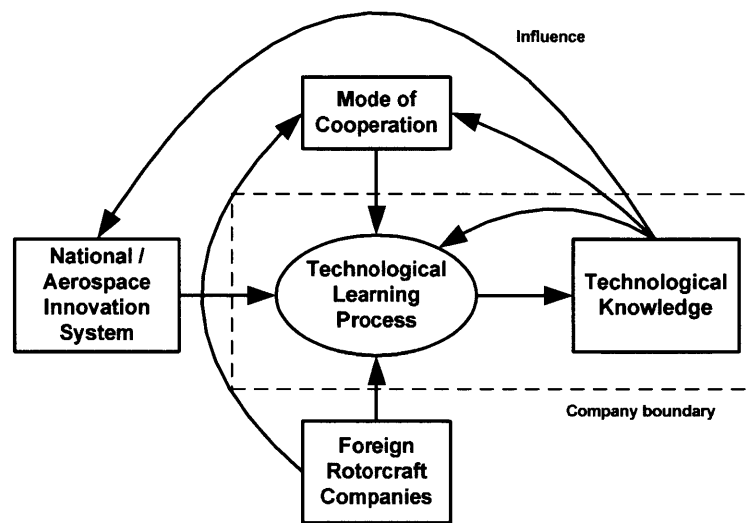 Influence
Mode of
Cooperation
National /
Aerospace
Innovation
System
Technological
Learning
Process
Technological
Knowledge
Company boundary
Foreign
Rotorcraft
Companies